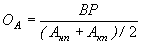 O_A = BP / ((A_нп + A_кп) / 2)